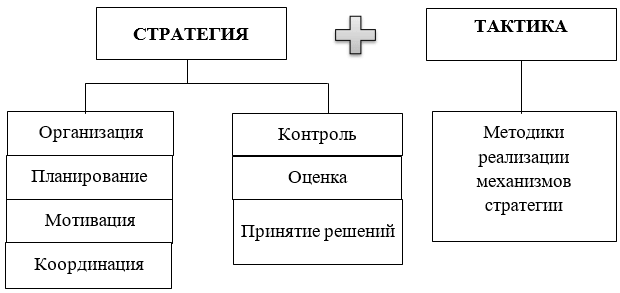 СТРАТЕГИЯ
ТАКТИКА
Организация
Планирование
Мотивация
Координация
Контроль
Оценка
Принятие решений
Методики
реализации
механизмов
стратегии